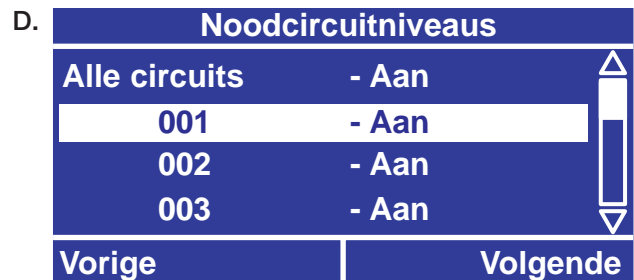 D.
Noodcircuitniveaus
Alle circuits - Aan
001 - Aan
002 - Aan
003 - Aan
Vorige Volgende